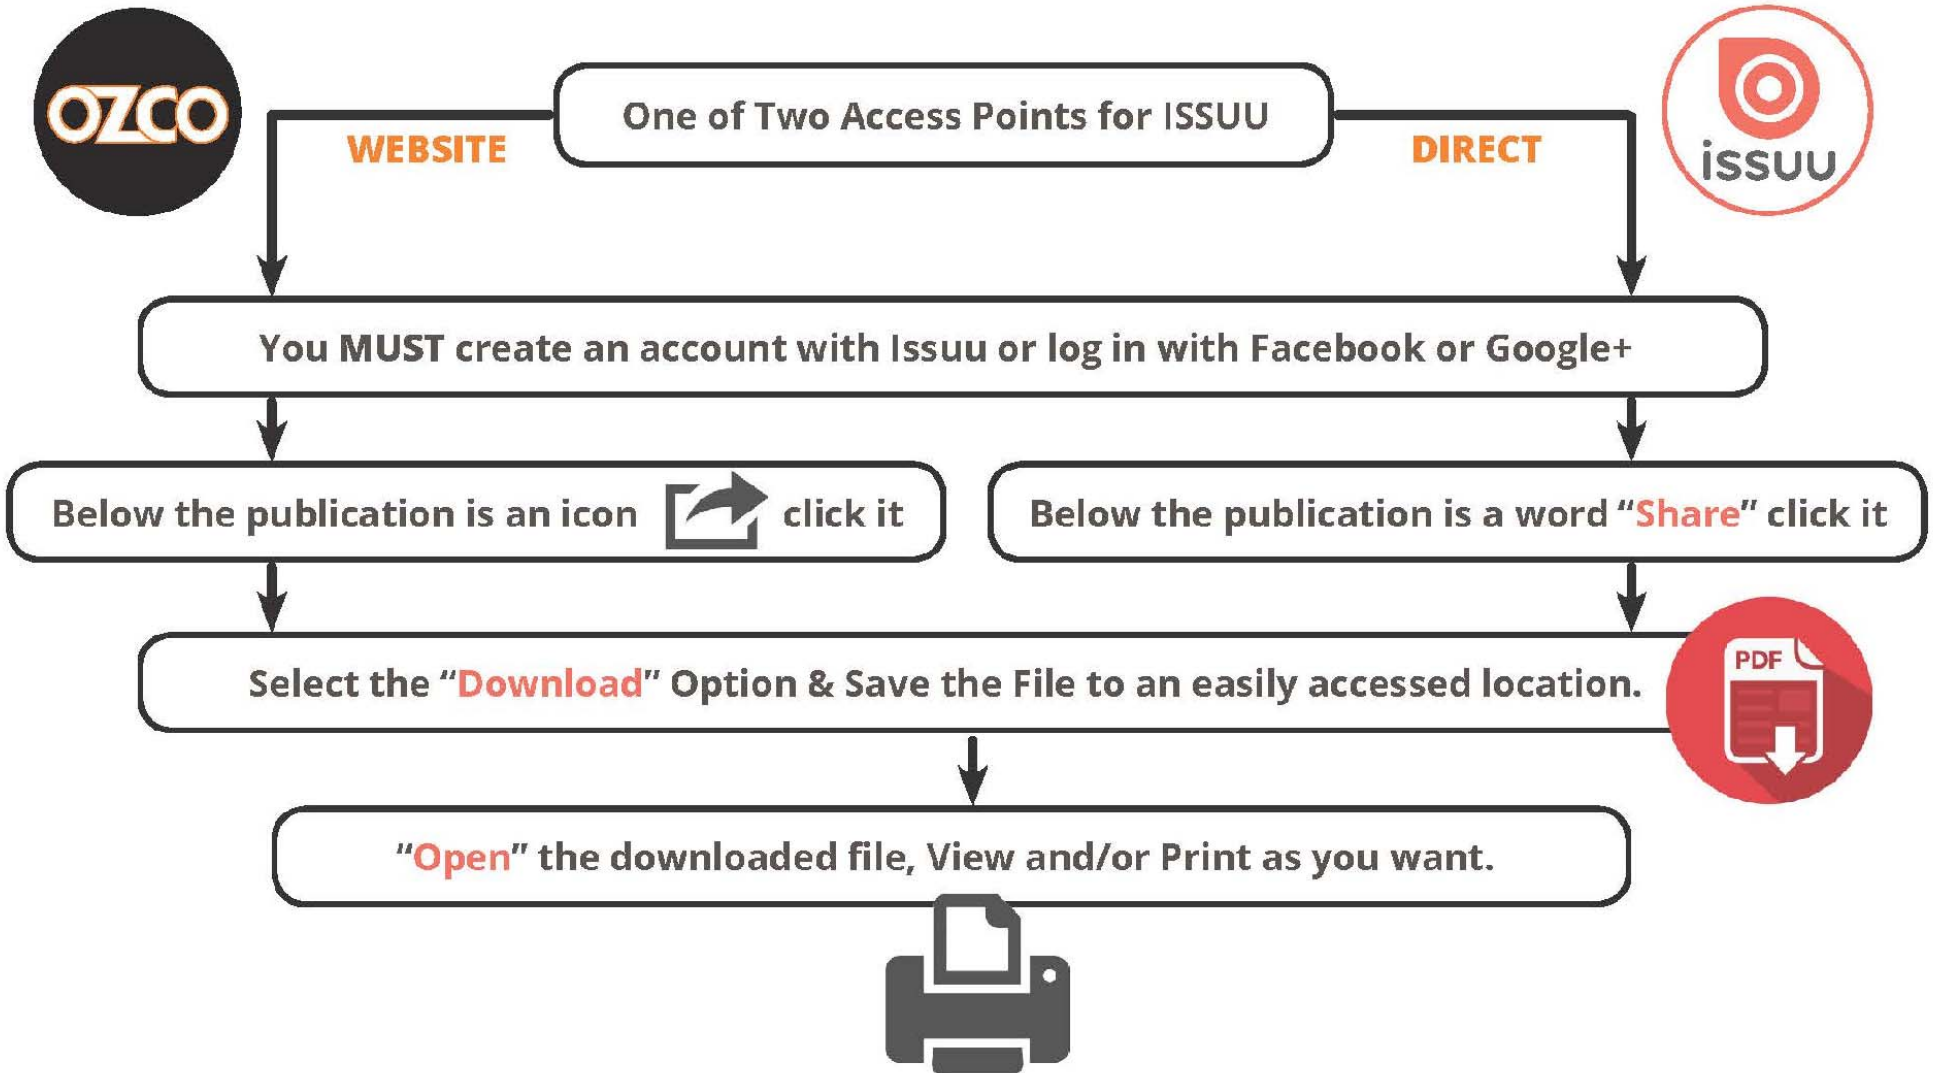 OZCO
One of Two Access Points for ISSUU
WEBSITE
DIRECT
issuu
You MUST create an account with Issuu or log in with Facebook or Google+
Below the publication is an icon click it
Below the publication is a word “Share” click it
Select the “Download” Option & Save the File to an easily accessed location.
PDF
“Open” the downloaded file, View and/or Print as you want.